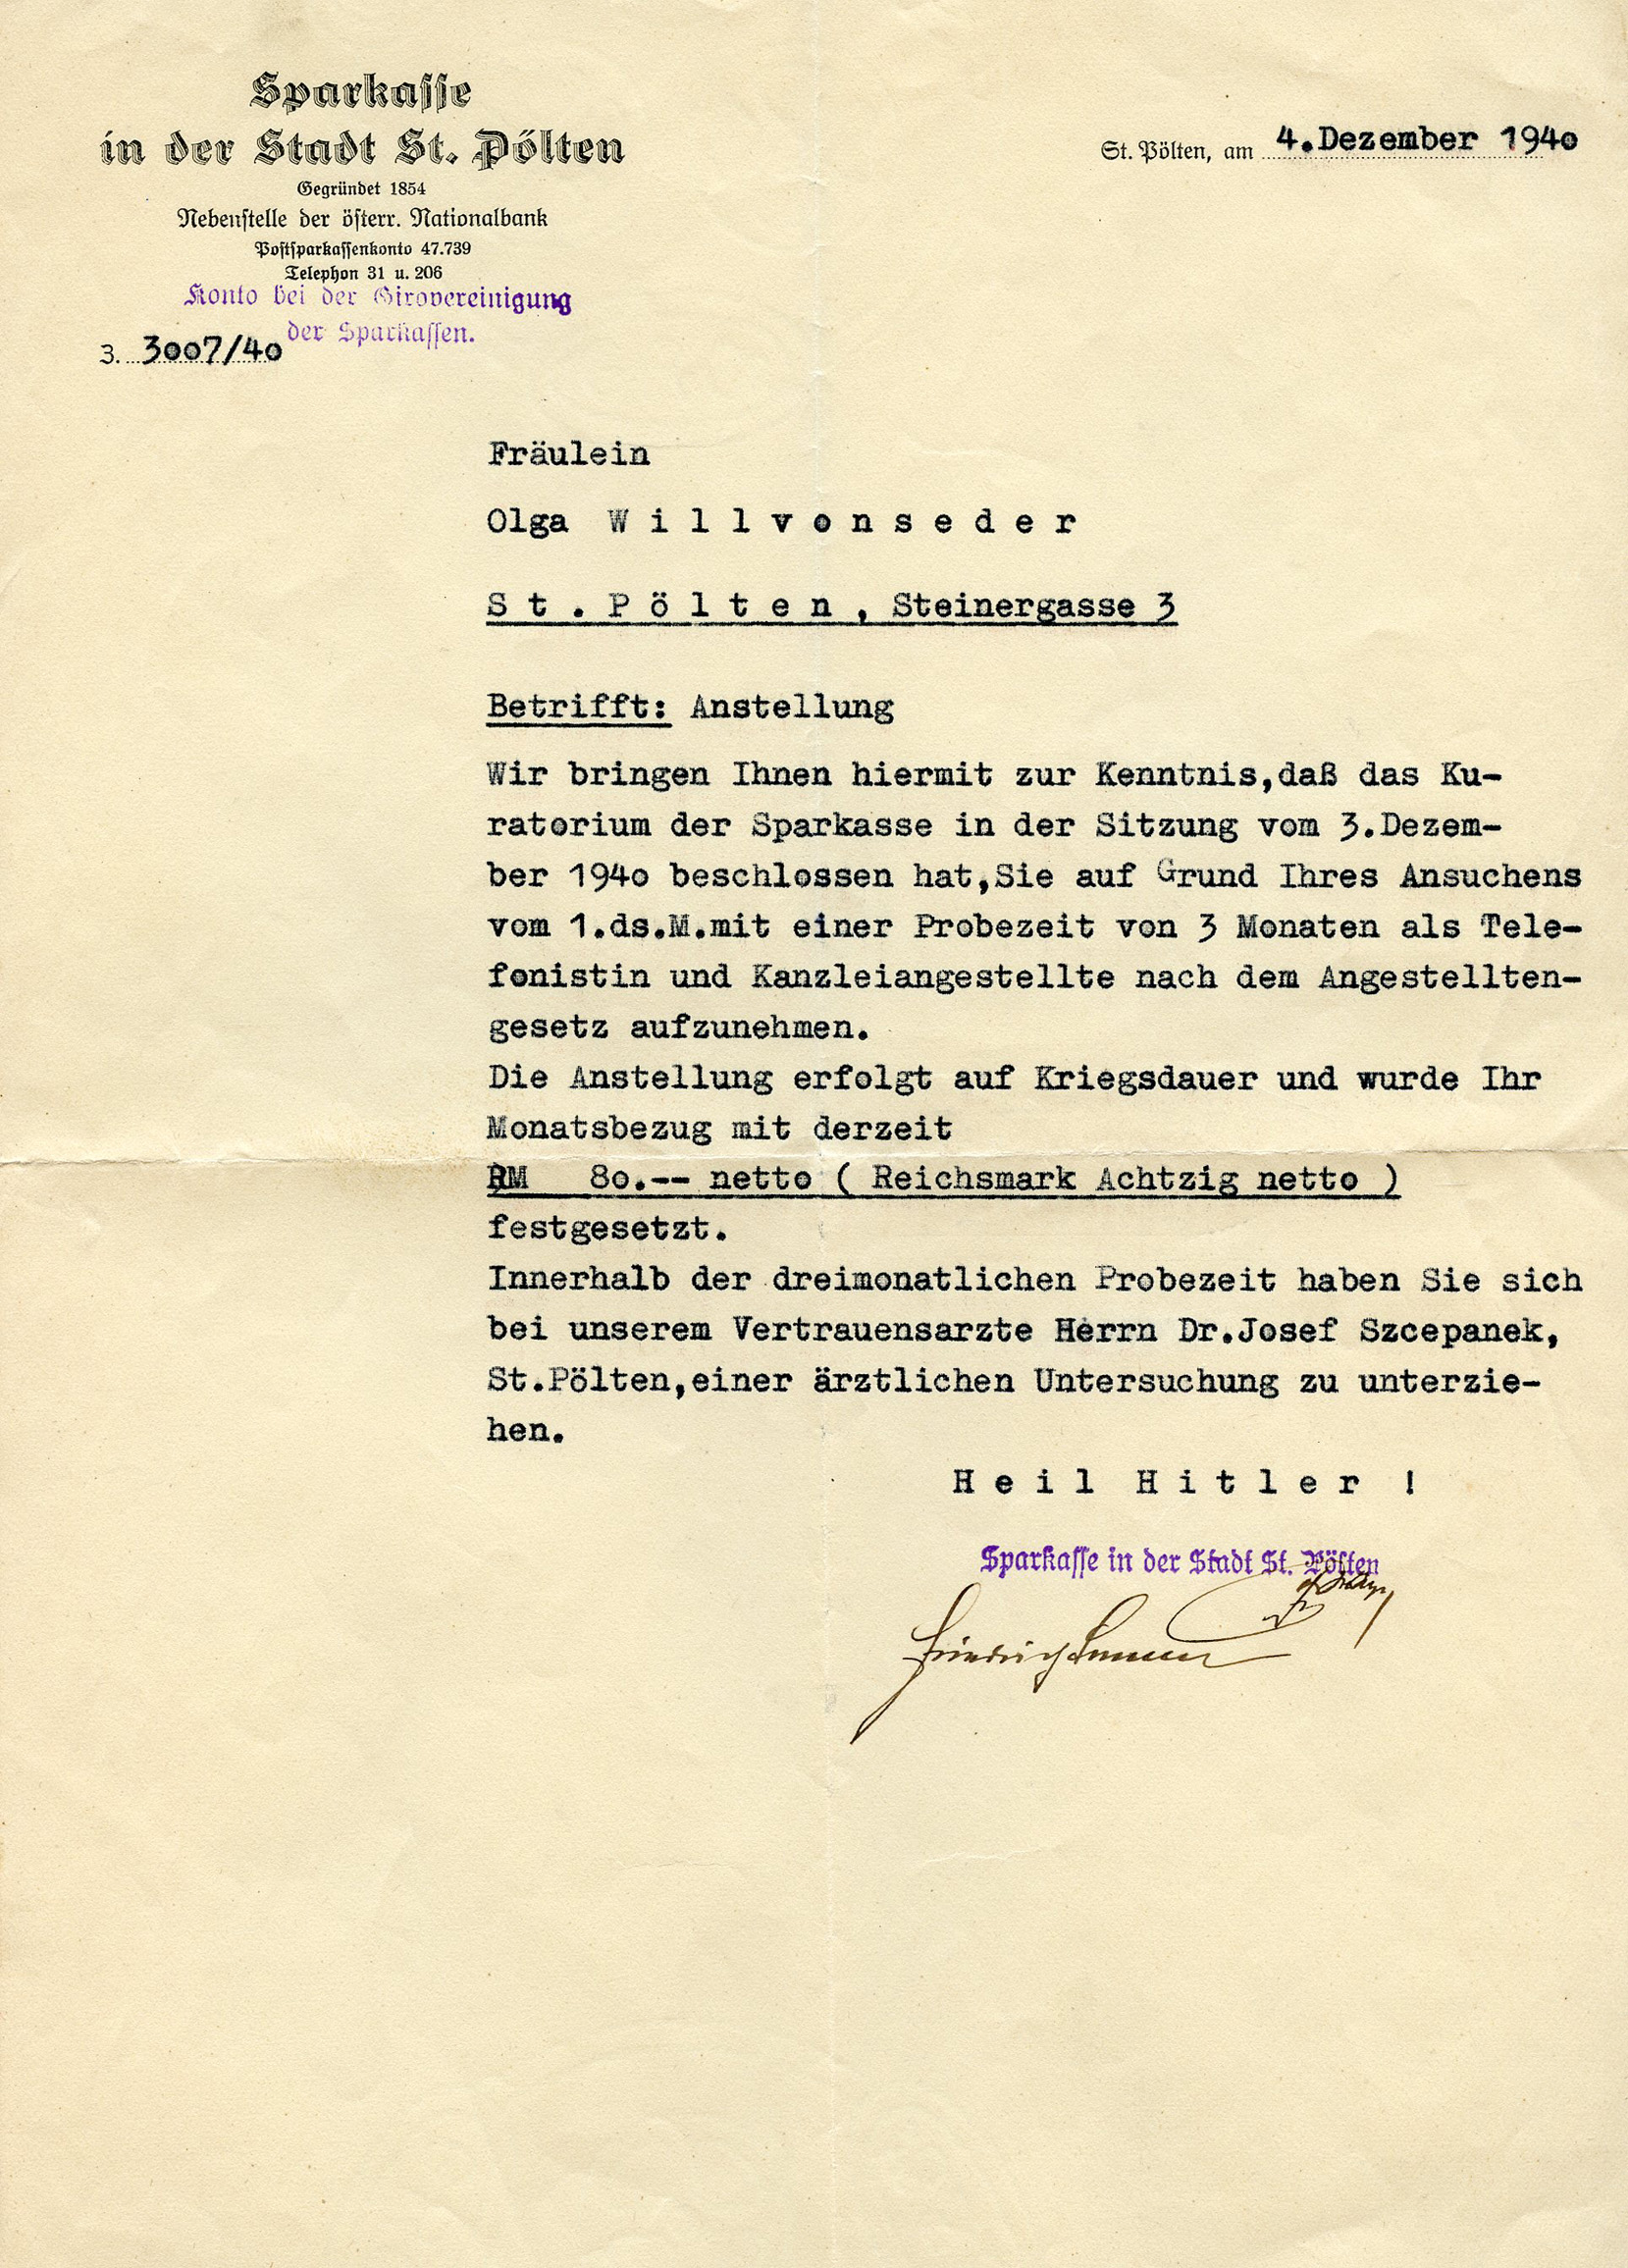 Sparkasse
in der Stadt St. Pölten
Gegründet 1854
Nebenstelle der österr. Nationalbank
Postsparkassenkonto 47.739
Telephon 31 u. 206
Konto bei der Girovereinigung
der Sparkassen.
3. 3007/40
St. Pölten, am 4.Dezember 1940
Fräulein
Olga W i l l v o n s e d e r
S t . P ö l t e n , Steinergasse 3
Betrifft: Anstellung
Wir bringen Ihnen hiermit zur Kenntnis,daß das Ku-
ratorium der Sparkasse in der Sitzung vom 3.Dezem-
ber 1940 beschlossen hat,Sie auf Grund Ihres Ansuchens
vom 1.ds.M.mit einer Probezeit von 3 Monaten als Tele-
fonistin und Kanzleiangestellte nach dem Angestellten-
gesetz aufzunehmen.
Die Anstellung erfolgt auf Kriegsdauer und wurde Ihr
Monatsbezug mit derzeit
RM 80.-- netto ( Reichsmark Achtzig netto )
festgesetzt.
Innerhalb der dreimonatlichen Probezeit haben Sie sich
bei unserem Vertrauensarzte Herrn Dr.Josef Szcepanek,
St.Pölten,einer ärztlichen Untersuchung zu unterzie-
hen.
H e i l H i t l e r !
Sparkasse in der Stadt St. Pölten